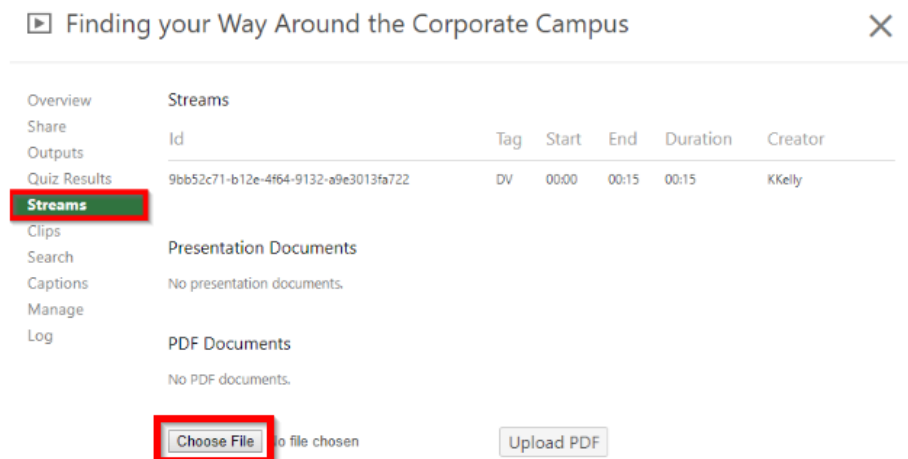 Finding your Way Around the Corporate Campus
Overview
Share
Outputs
Quiz Results
Streams
Clips
Search
Captions
Manage
Log
Streams
Id Tag Start End Duration Creator
9bb52c71-b12e-4f64-9132-a9e3013fa722 DV 00:00 00:15 00:15 KKelly
Presentation Documents
No presentation documents.
PDF Documents
No PDF documents.
Choose File o file chosen Upload PDF